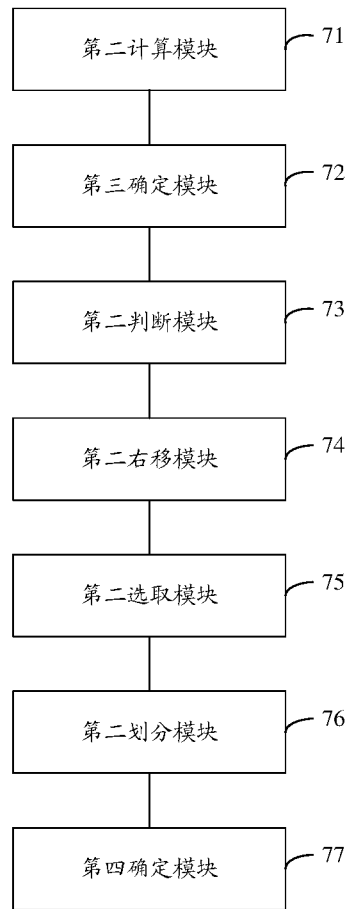 第二计算模块 71
第三确定模块 72
第二判断模块 73
第二右移模块 74
第二选取模块 75
第二划分模块 76
第四确定模块 77